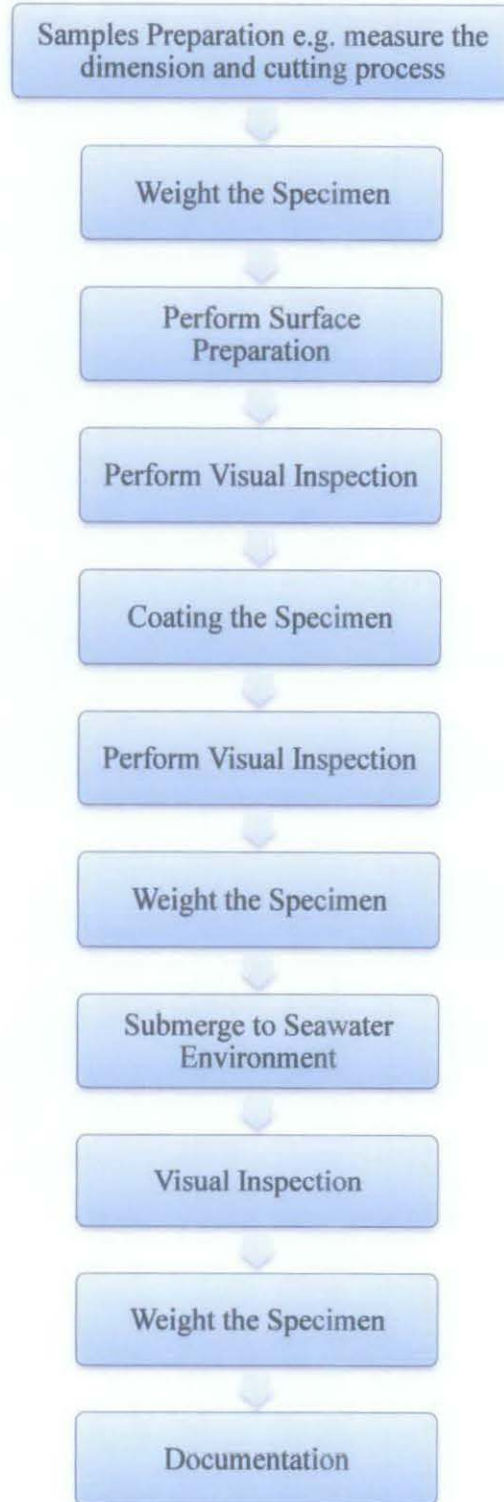 Samples Preparation e.g. measure the
dimension and cutting process
Weight the Specimen
Perform Surface
Preparation
Perform Visual Inspection
Coating the Specimen
Perform Visual Inspection
Weight the Specimen
Submerge to Seawater
Environment
Visual Inspection
Weight the Specimen
Documentation